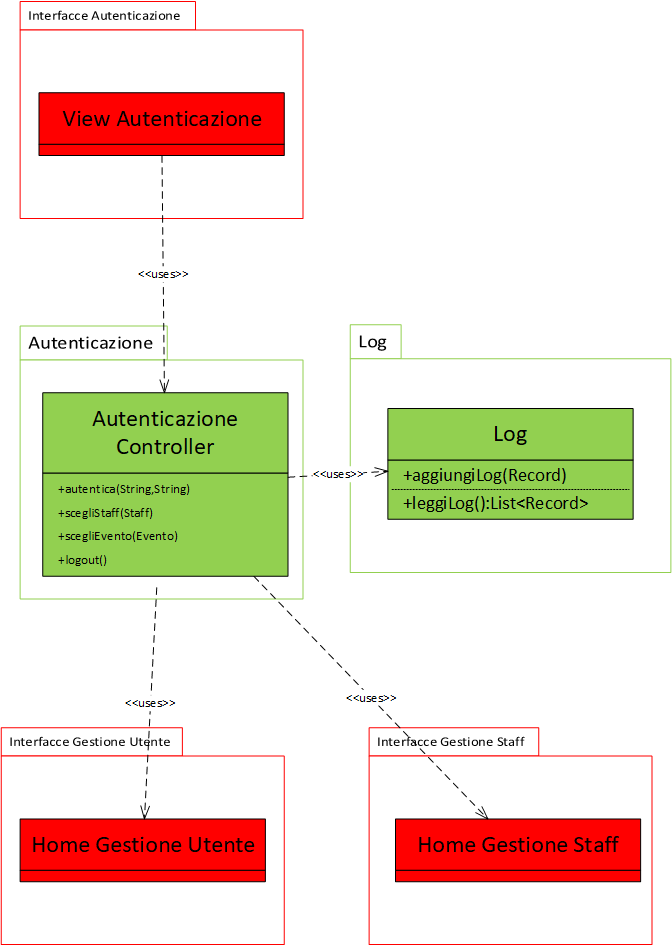 Interfacce Autenticazione
View Autenticazione
<<uses>>
Autenticazione
Autenticazione
Controller
+autentica(String,String)
+scegliStaff(Staff)
+scegliEvento(Evento)
+logout()
<<uses>>
Log
Log
+aggiungiLog(Record)
+leggiLog():List<Record>
<<uses>>
<<uses>>
Interfacce Gestione Utente
Home Gestione Utente
Interfacce Gestione Staff
Home Gestione Staff